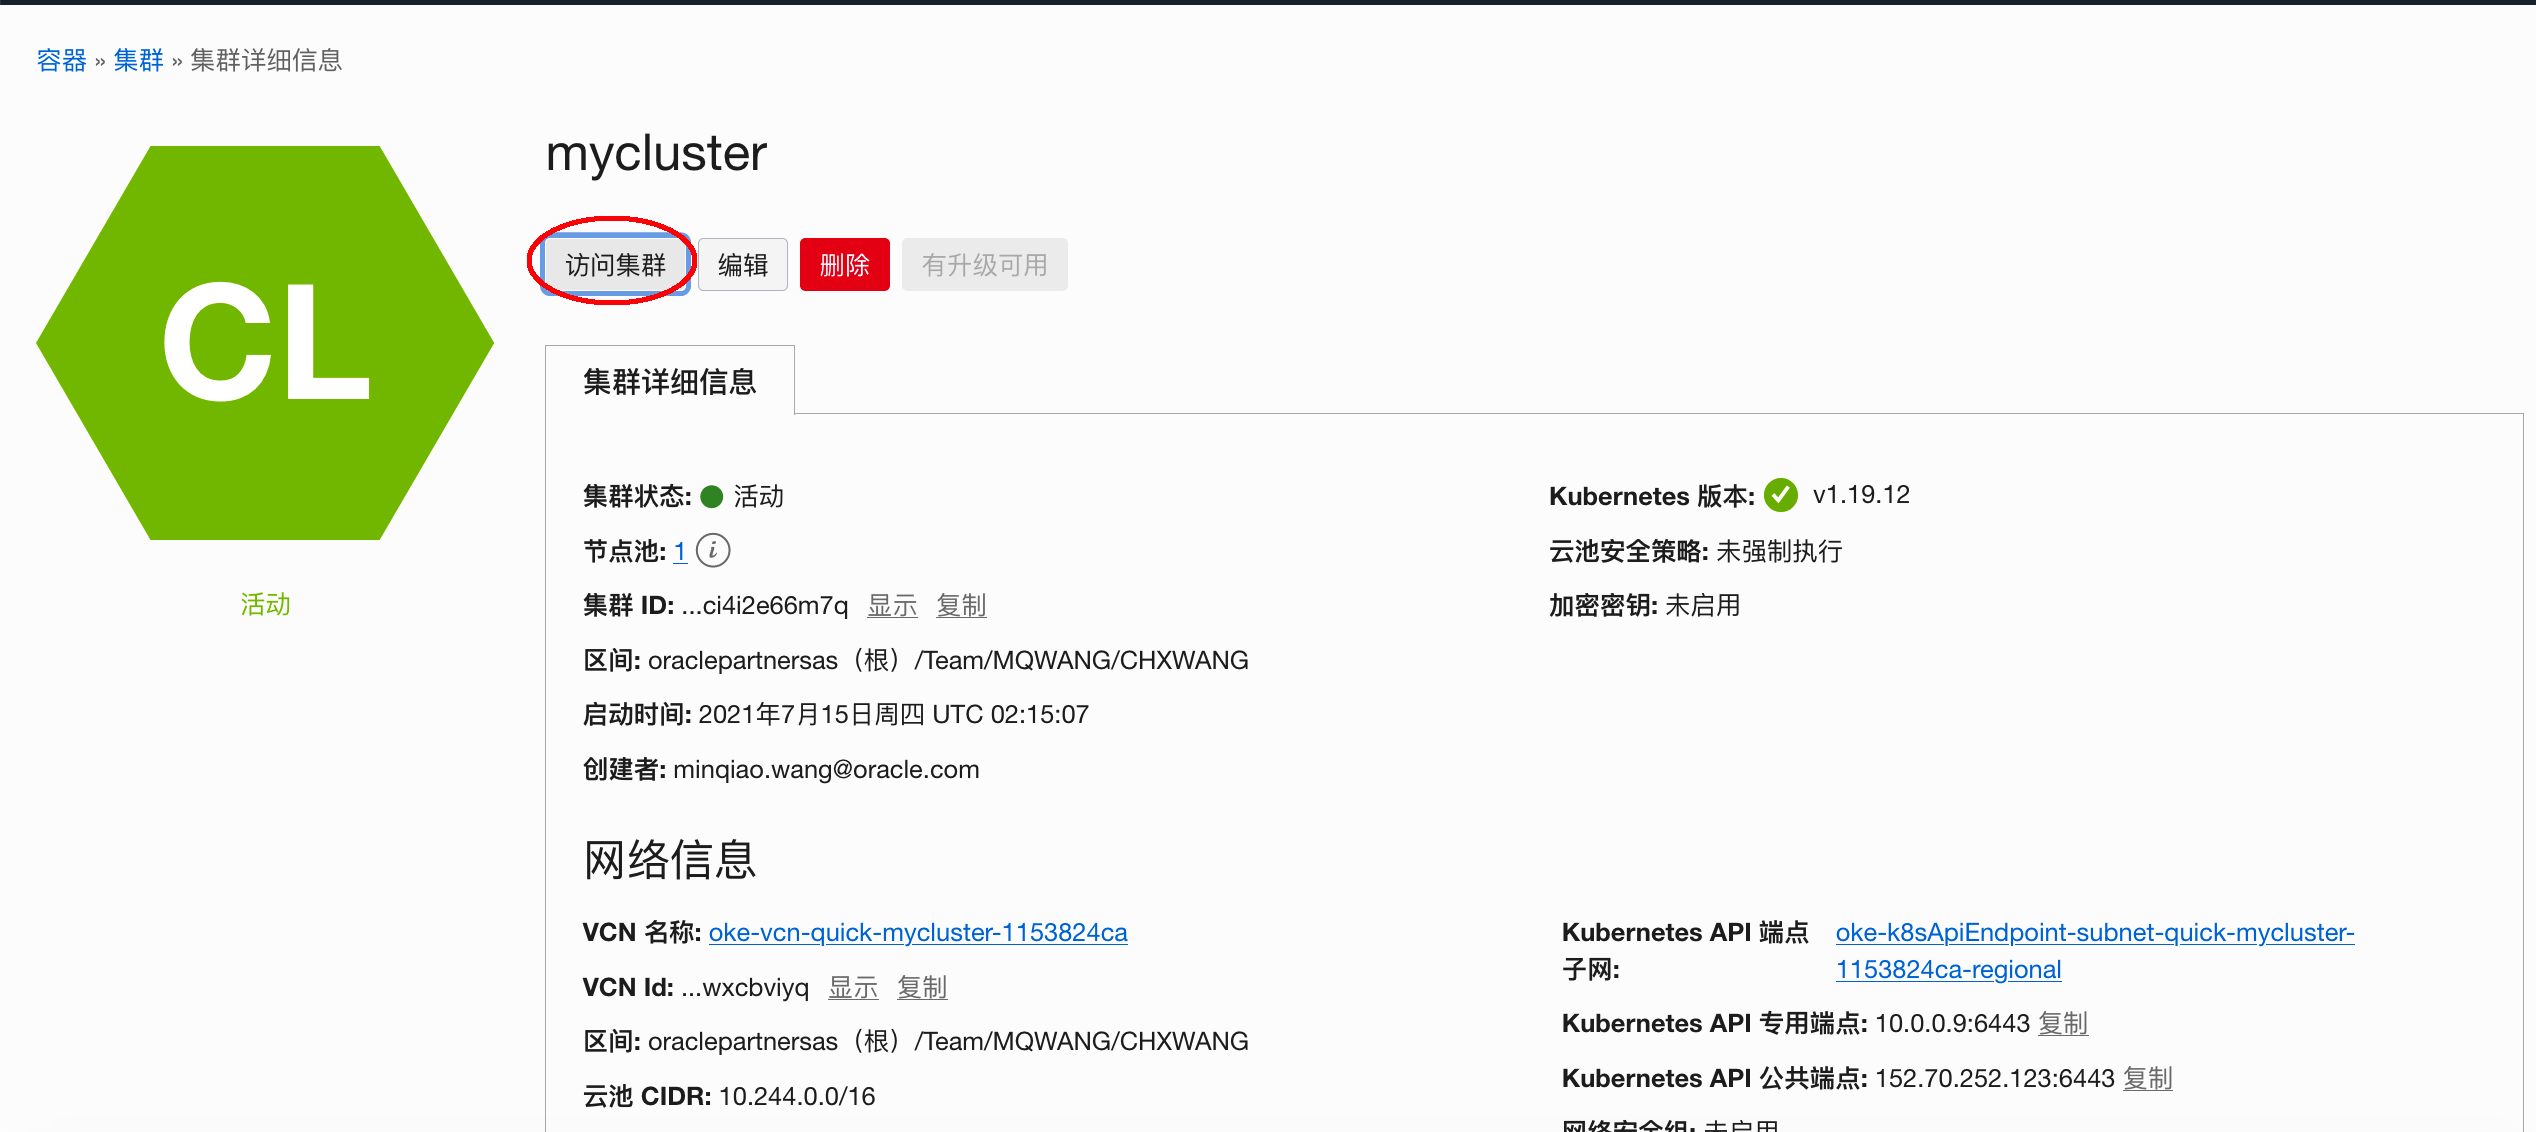 容器 » 集群 » 集群详细信息
CL
活动
mycluster
访问集群 编辑 删除 有升级可用
集群详细信息
集群状态: 活动
节点池: 1 i
集群 ID: ...ci4i2e66m7q 显示 复制
区间: oraclepartnersas（根）/Team/MQWANG/CHXWANG
启动时间: 2021年7月15日周四 UTC 02:15:07
创建者: minqiao.wang@oracle.com
Kubernetes 版本: v1.19.12
云池安全策略: 未强制执行
加密密钥: 未启用
网络信息
VCN 名称: oke-vcn-quick-mycluster-1153824ca
VCN Id: ...wxcbviyq 显示 复制
区间: oraclepartnersas（根）/Team/MQWANG/CHXWANG
云池 CIDR: 10.244.0.0/16
Kubernetes API 端点 oke-k8sApiEndpoint-subnet-quick-mycluster-
子网: 1153824ca-regional
Kubernetes API 专用端点: 10.0.0.9:6443 复制
Kubernetes API 公共端点: 152.70.252.123:6443 复制
网络安全组: 未启用